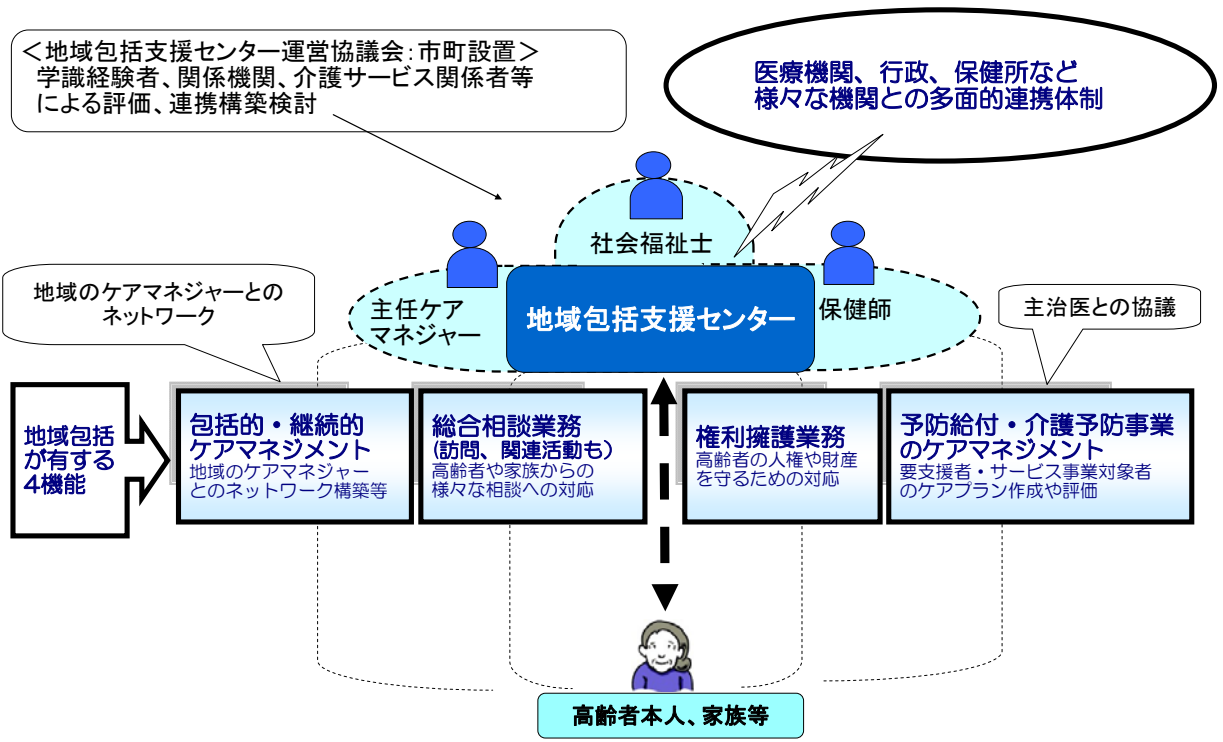 ＜地域包括支援センター運営協議会：市町設置＞
学識経験者、関係機関、介護サービス関係者等
による評価、連携構築検討
医療機関、行政、保健所など
様々な機関との多面的連携体制
社会福祉士
主任ケア
マネジャー
地域包括支援センター
保健師
地域のケアマネジャーとの
ネットワーク
主治医との協議
地域包括
が有する
4機能
包括的・継続的
ケアマネジメント
地域のケアマネジャー
とのネットワーク構築等
総合相談業務
(訪問、関連活動も)
高齢者や家族からの
様々な相談への対応
権利擁護業務
高齢者の人権や財産
を守るための対応
予防給付・介護予防事業
のケアマネジメント
要支援者・サービス事業対象者
のケアプラン作成や評価
高齢者本人、家族等